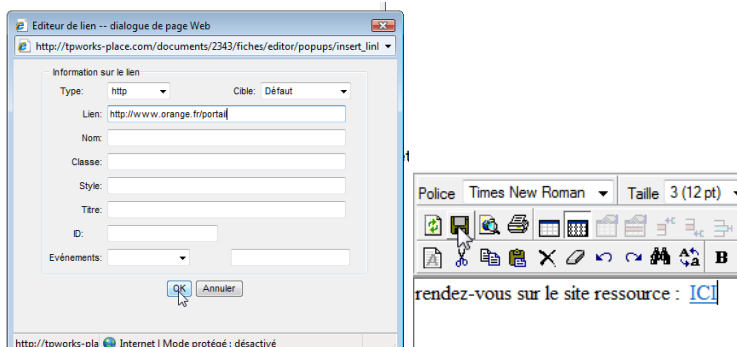 Editeur de lien -- dialogue de page Web
http://tpworks-place.com/documents/2343/fiches/editor/popups/insert_linl
Information sur le lien
Type: http Cible: Défaut
Lien: http://www.orange.fr/portail
Nom:
Classe:
Style:
Titre:
ID:
Evénements:
OK Annuler
http://tpworks-pla Internet | Mode protégé : désactivé
et
Police Times New Roman Taille 3 (12 pt)
B
rendez-vous sur le site ressource : ICI